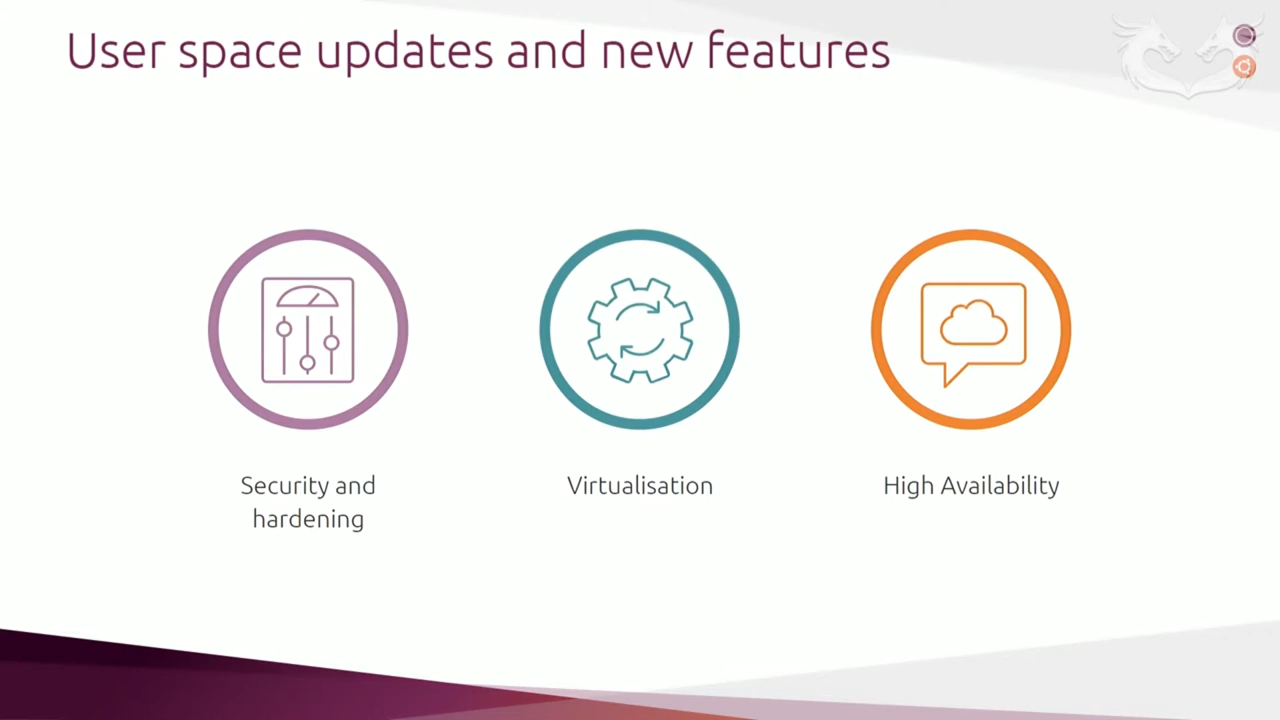 User space updates and new features
Security and
hardening
Virtualisation
High Availability